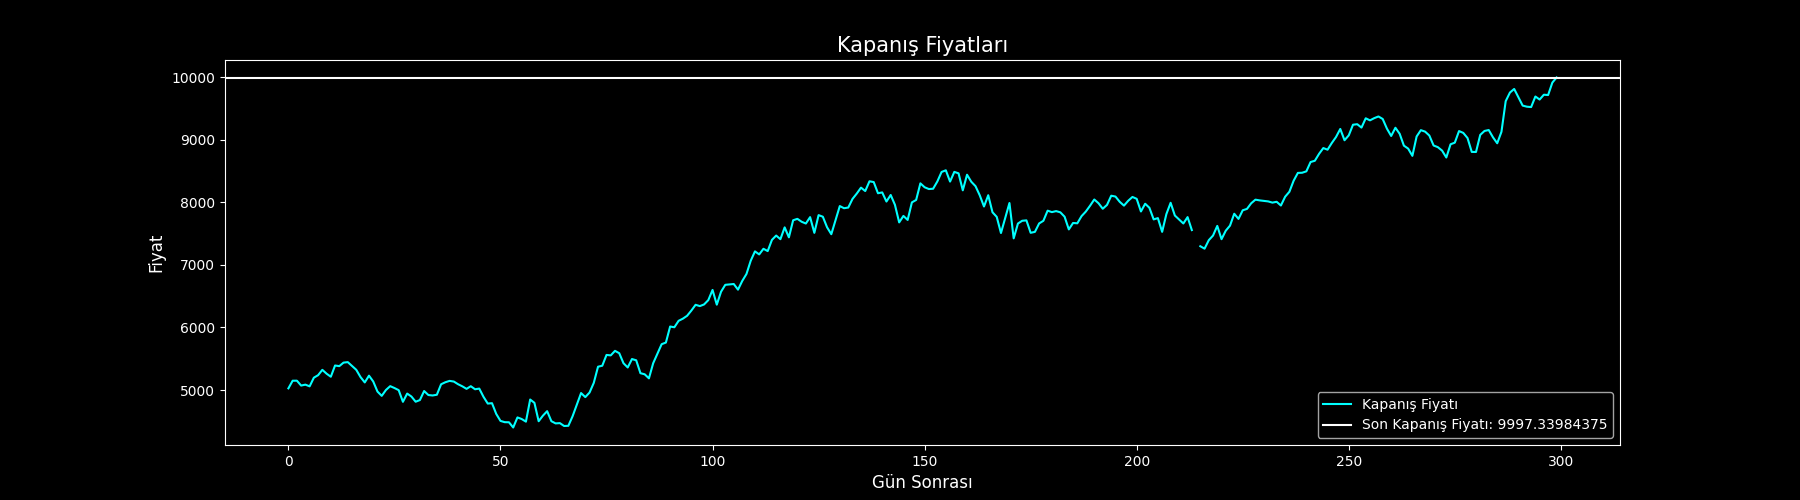 Kapanış Fiyatları
Fiyat
10000
9000
8000
7000
6000
5000
0
50
100
150
200
250
300
Gün Sonrası
Kapanış Fiyatı
Son Kapanış Fiyatı: 9997.33984375